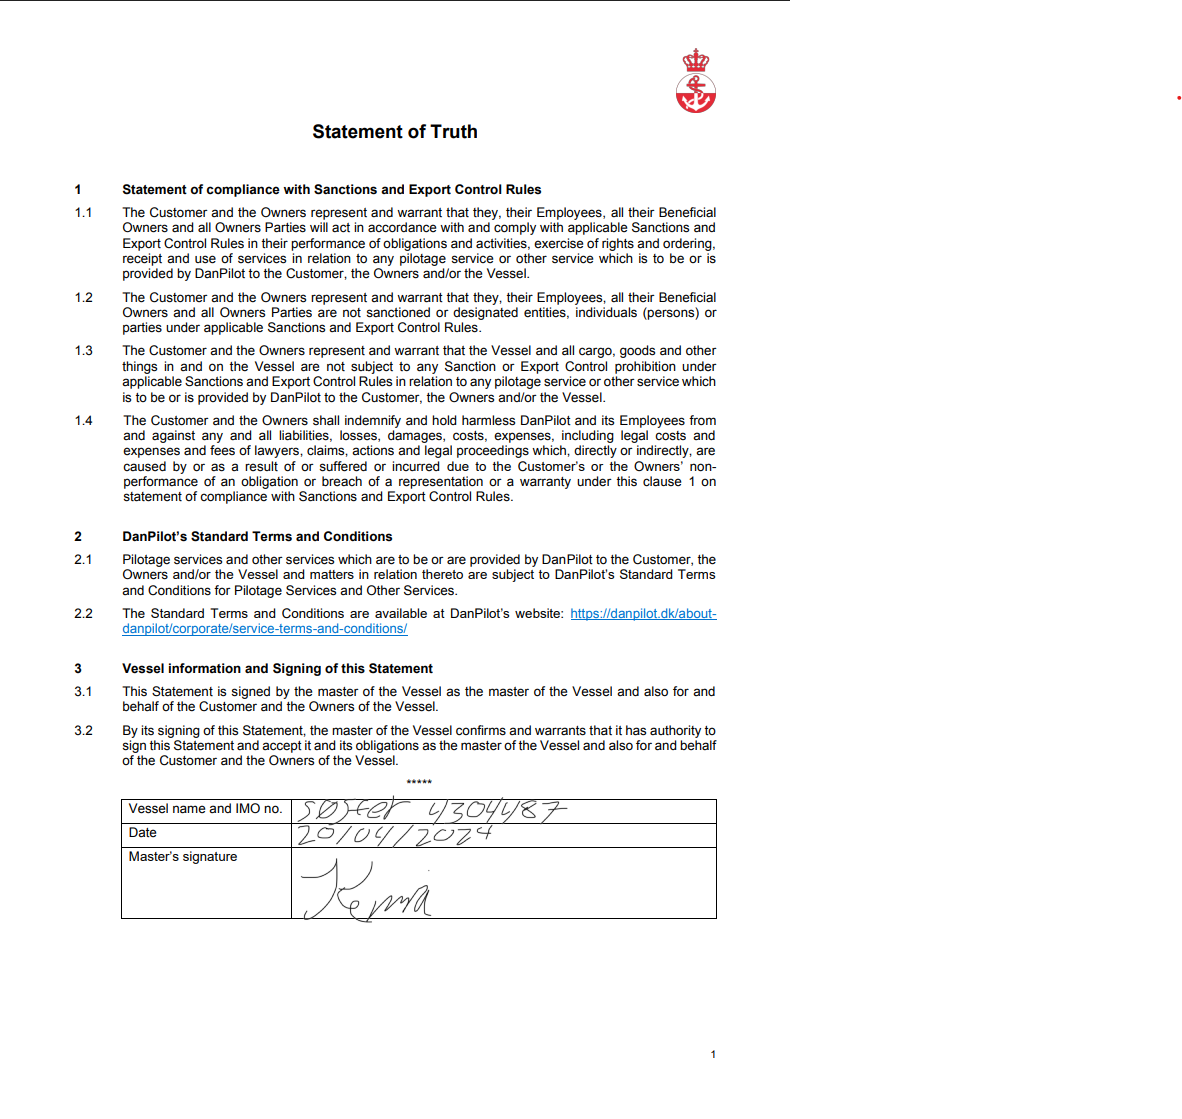 Statement of Truth
1 Statement of compliance with Sanctions and Export Control Rules
1.1 The Customer and the Owners represent and warrant that they, their Employees, all their Beneficial
Owners and all Owners Parties will act in accordance with and comply with applicable Sanctions and
Export Control Rules in their performance of obligations and activities, exercise of rights and ordering,
receipt and use of services in relation to any pilotage service or other service which is to be or is
provided by DanPilot to the Customer, the Owners and/or the Vessel.
1.2 The Customer and the Owners represent and warrant that they, their Employees, all their Beneficial
Owners and all Owners Parties are not sanctioned or designated entities, individuals (persons) or
parties under applicable Sanctions and Export Control Rules.
1.3 The Customer and the Owners represent and warrant that the Vessel and all cargo, goods and other
things in and on the Vessel are not subject to any Sanction or Export Control prohibition under
applicable Sanctions and Export Control Rules in relation to any pilotage service or other service which
is to be or is provided by DanPilot to the Customer, the Owners and/or the Vessel.
1.4 The Customer and the Owners shall indemnify and hold harmless DanPilot and its Employees from
and against any and all liabilities, losses, damages, costs, expenses, including legal costs and
expenses and fees of lawyers, claims, actions and legal proceedings which, directly or indirectly, are
caused by or as a result of or suffered or incurred due to the Customer's or the Owners' non-
performance of an obligation or breach of a representation or a warranty under this clause 1 on
statement of compliance with Sanctions and Export Control Rules.
2 DanPilot's Standard Terms and Conditions
2.1 Pilotage services and other services which are to be or are provided by DanPilot to the Customer, the
Owners and/or the Vessel and matters in relation thereto are subject to DanPilot's Standard Terms
and Conditions for Pilotage Services and Other Services.
2.2 The Standard Terms and Conditions are available at DanPilot's website: https://danpilot.dk/about-
danpilot/corporate/service-terms-and-conditions/
3 Vessel information and Signing of this Statement
3.1 This Statement is signed by the master of the Vessel as the master of the Vessel and also for and
behalf of the Customer and the Owners of the Vessel.
3.2 By its signing of this Statement, the master of the Vessel confirms and warrants that it has authority to
sign this Statement and accept it and its obligations as the master of the Vessel and also for and behalf
of the Customer and the Owners of the Vessel.
*****
Vessel name and IMO no. Søster 4304487
Date 20/04/2024
Master's signature
1